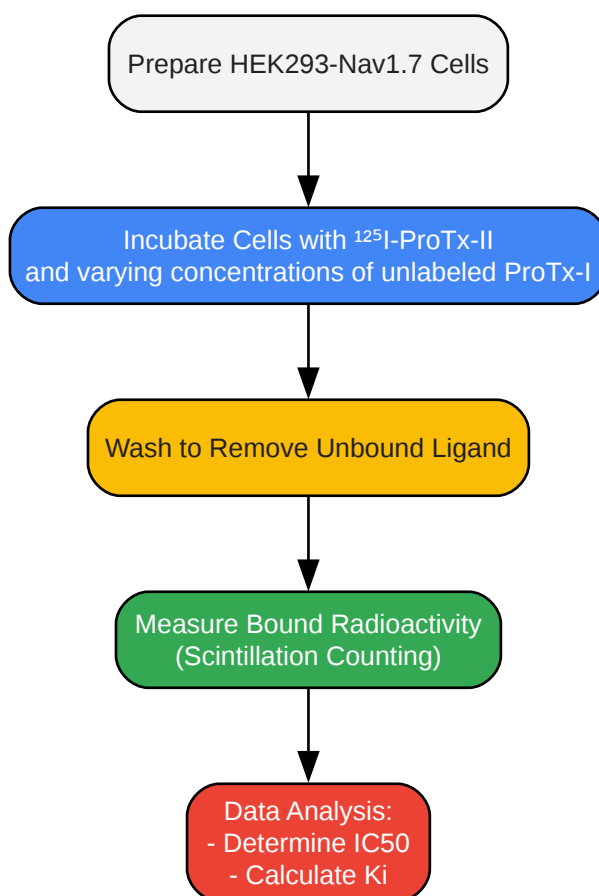 Prepare HEK293-Nav1.7 Cells
Incubate Cells with ¹²⁵I-ProTx-II
and varying concentrations of unlabeled ProTx-I
Wash to Remove Unbound Ligand
Measure Bound Radioactivity
(Scintillation Counting)
Data Analysis:
- Determine IC50
- Calculate Ki